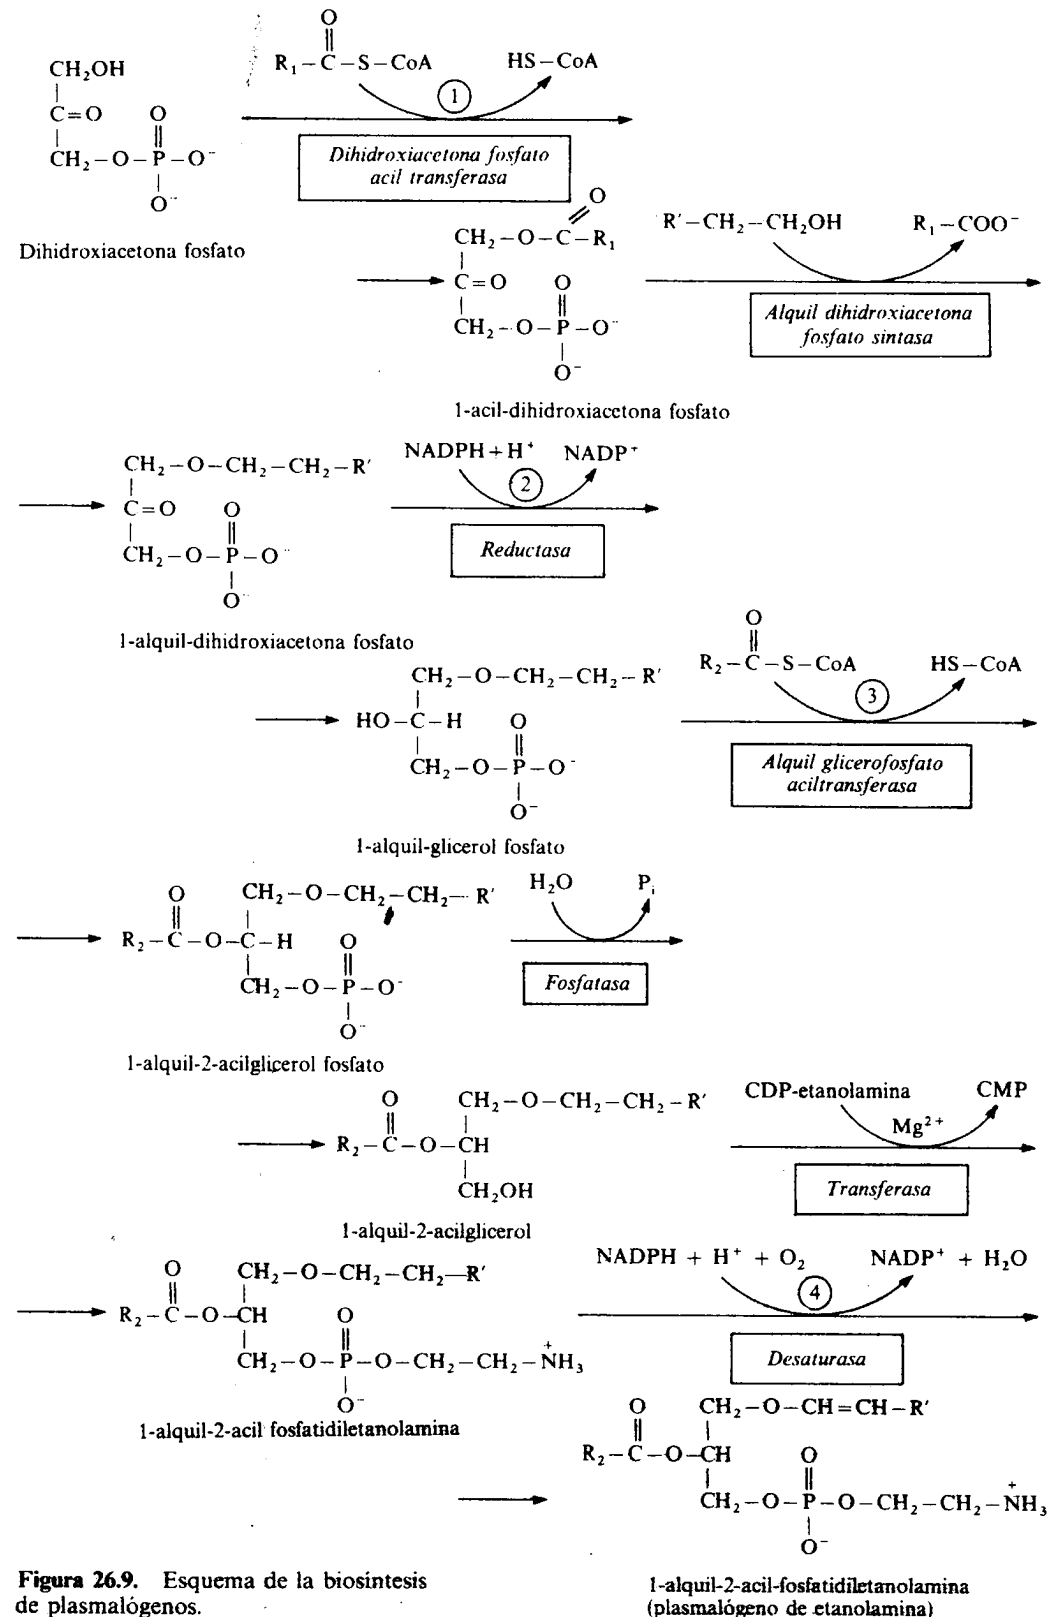 O
||
R₁–C–S–CoA HS–CoA
CH₂OH
|
C=O O
| ||
CH₂–O–P–O⁻
|
O⁻
1
Dihidroxiacetona fosfato
acil transferasa
Dihidroxiacetona fosfato
O
CH₂–O–C–R₁
|
C=O O
| ||
CH₂–O–P–O⁻
|
O⁻
1-acil-dihidroxiacetona fosfato
R′–CH₂–CH₂OH R₁–COO⁻
Alquil dihidroxiacetona
fosfato sintasa
CH₂–O–CH₂–CH₂–R′
|
C=O O
| ||
CH₂–O–P–O⁻
|
O⁻
1-alquil-dihidroxiacetona fosfato
NADPH+H⁺ NADP⁺
2
Reductasa
CH₂–O–CH₂–CH₂–R′
|
HO–C–H O
| ||
CH₂–O–P–O⁻
|
O⁻
1-alquil-glicerol fosfato
O
||
R₂–C–S–CoA HS–CoA
3
Alquil glicerofosfato
aciltransferasa
O CH₂–O–CH₂–CH₂–R′
|| |
R₂–C–O–C–H O
| ||
CH₂–O–P–O⁻
|
O⁻
1-alquil-2-acilglicerol fosfato
H₂O Pᵢ
Fosfatasa
O CH₂–O–CH₂–CH₂–R′
|| |
R₂–C–O–CH
|
CH₂OH
1-alquil-2-acilglicerol
CDP-etanolamina CMP
Mg²⁺
Transferasa
O CH₂–O–CH₂–CH₂–R′
|| |
R₂–C–O–CH O
| ||
CH₂–O–P–O–CH₂–CH₂–N⁺H₃
|
O⁻
1-alquil-2-acil fosfatidiletanolamina
NADPH + H⁺ + O₂ NADP⁺ + H₂O
4
Desaturasa
O CH₂–O–CH=CH–R′
|| |
R₂–C–O–CH O
| ||
CH₂–O–P–O–CH₂–CH₂–N⁺H₃
|
O⁻
1-alquil-2-acil-fosfatidiletanolamina
(plasmalógeno de etanolamina)
Figura 26.9. Esquema de la biosíntesis
de plasmalógenos.